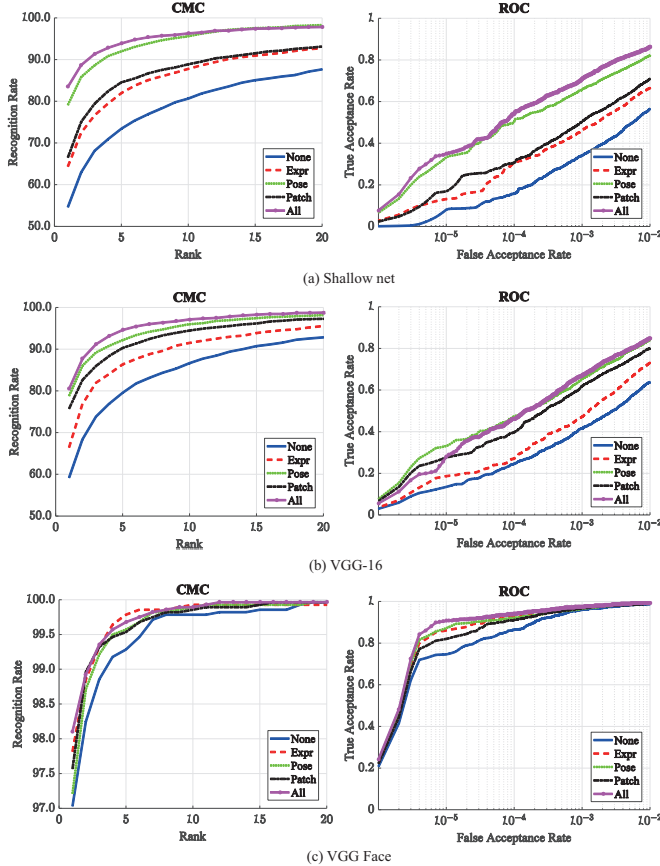 CMC
ROC
100.0
90.0
80.0
70.0
60.0
50.0
Recognition Rate
0
5
10
15
20
Rank
None
Expr
Pose
Patch
All
1
0.8
0.6
0.4
0.2
0
True Acceptance Rate
10^-5
10^-4
10^-3
10^-2
False Acceptance Rate
None
Expr
Pose
Patch
All
(a) Shallow net
CMC
ROC
100.0
90.0
80.0
70.0
60.0
50.0
Recognition Rate
0
5
10
15
20
Rank
None
Expr
Pose
Patch
All
1
0.8
0.6
0.4
0.2
0
True Acceptance Rate
10^-5
10^-4
10^-3
10^-2
False Acceptance Rate
None
Expr
Pose
Patch
All
(b) VGG-16
CMC
ROC
100.0
99.5
99.0
98.5
98.0
97.5
97.0
Recognition Rate
0
5
10
15
20
Rank
None
Expr
Pose
Patch
All
1
0.8
0.6
0.4
0.2
0
True Acceptance Rate
10^-5
10^-4
10^-3
10^-2
False Acceptance Rate
None
Expr
Pose
Patch
All
(c) VGG Face